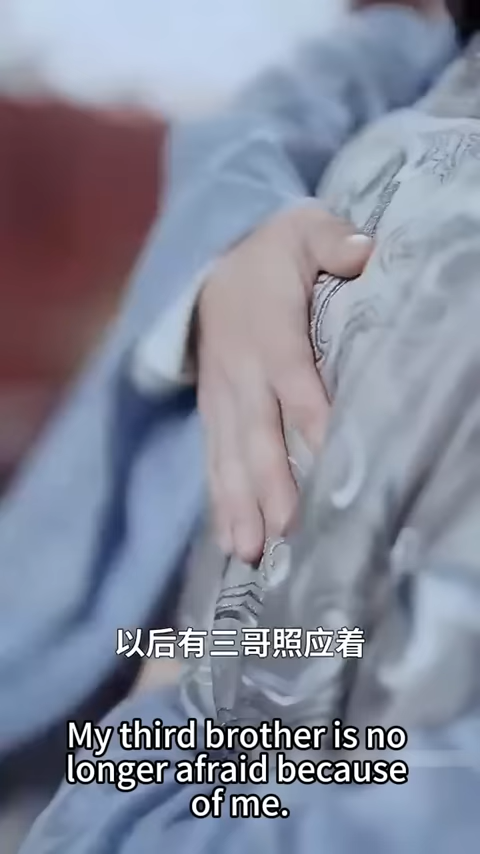 以后有三哥照应着
My third brother is no
longer afraid because
of me.